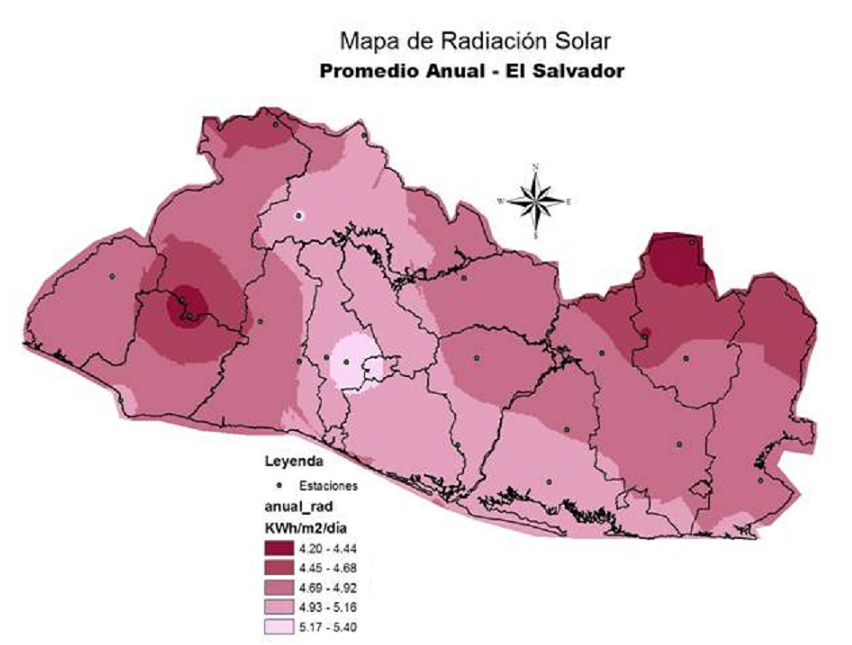 Mapa de Radiación Solar
Promedio Anual - El Salvador
N
W
E
S
Leyenda
Estaciones
anual_rad
KWh/m2/día
4.20 - 4.44
4.45 - 4.68
4.69 - 4.92
4.93 - 5.16
5.17 - 5.40